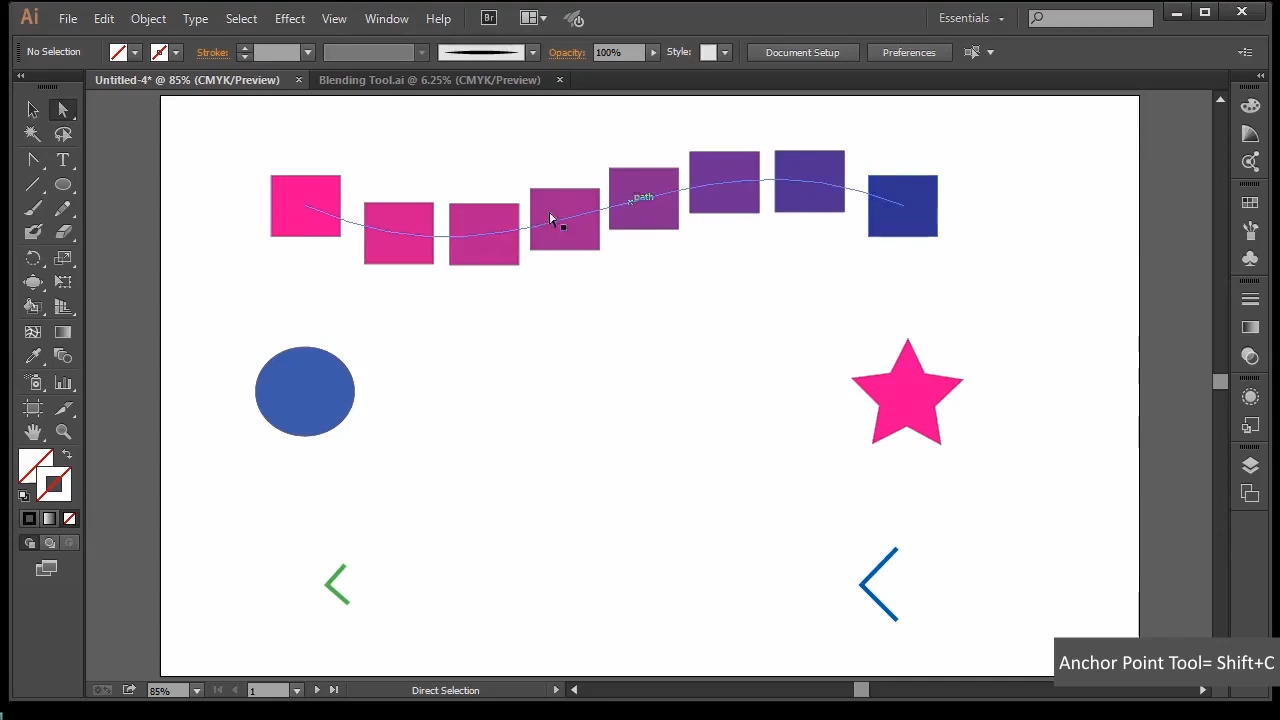 Ai File Edit Object Type Select Effect View Window Help Br Essentials
No Selection Stroke: Opacity: 100% Style: Document Setup Preferences
Untitled-4* @ 85% (CMYK/Preview) × Blending Tool.ai @ 6.25% (CMYK/Preview) ×
path
Anchor Point Tool= Shift+C
85% 1 Direct Selection